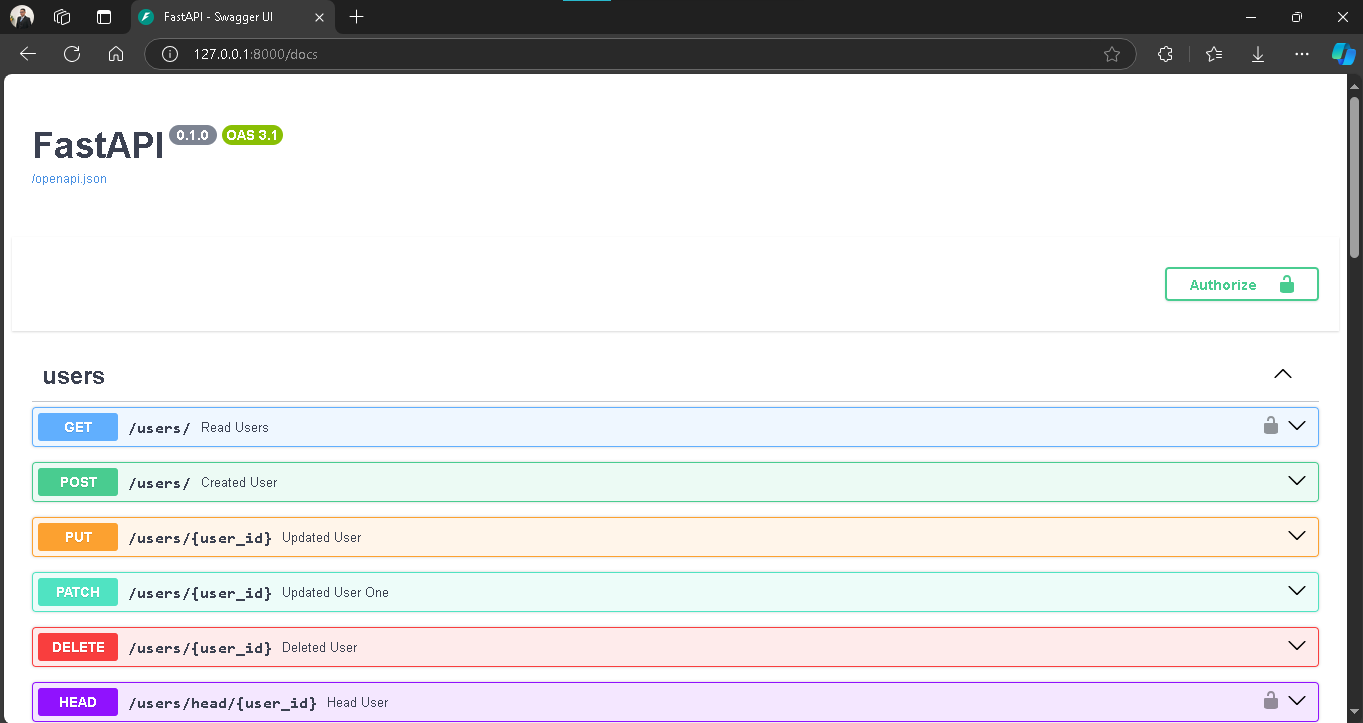 FastAPI - Swagger UI
127.0.0.1:8000/docs
FastAPI 0.1.0 OAS 3.1
/openapi.json
Authorize
users
GET /users/ Read Users
POST /users/ Created User
PUT /users/{user_id} Updated User
PATCH /users/{user_id} Updated User One
DELETE /users/{user_id} Deleted User
HEAD /users/head/{user_id} Head User